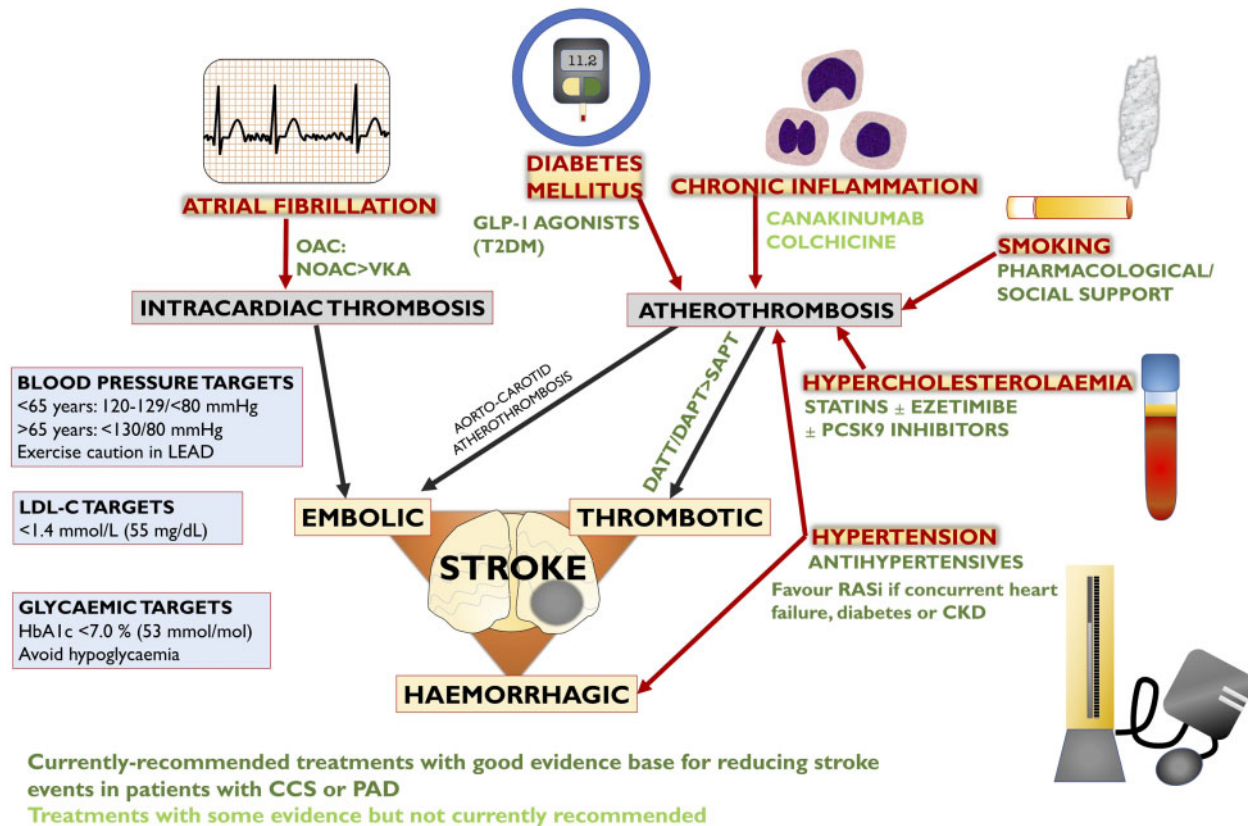 11.2
DIABETES
MELLITUS
ATRIAL FIBRILLATION
CHRONIC INFLAMMATION
GLP-1 AGONISTS
(T2DM)
CANAKINUMAB
COLCHICINE
OAC:
NOAC>VKA
SMOKING
PHARMACOLOGICAL/
SOCIAL SUPPORT
INTRACARDIAC THROMBOSIS
ATHEROTHROMBOSIS
BLOOD PRESSURE TARGETS
<65 years: 120-129/<80 mmHg
>65 years: <130/80 mmHg
Exercise caution in LEAD
AORTO-CAROTID
ATHEROTHROMBOSIS
DATT/DAPT>SAPT
HYPERCHOLESTEROLAEMIA
STATINS ± EZETIMIBE
± PCSK9 INHIBITORS
LDL-C TARGETS
<1.4 mmol/L (55 mg/dL)
EMBOLIC
THROMBOTIC
STROKE
HYPERTENSION
ANTIHYPERTENSIVES
Favour RASi if concurrent heart
failure, diabetes or CKD
GLYCAEMIC TARGETS
HbA1c <7.0 % (53 mmol/mol)
Avoid hypoglycaemia
HAEMORRHAGIC
Currently-recommended treatments with good evidence base for reducing stroke
events in patients with CCS or PAD
Treatments with some evidence but not currently recommended